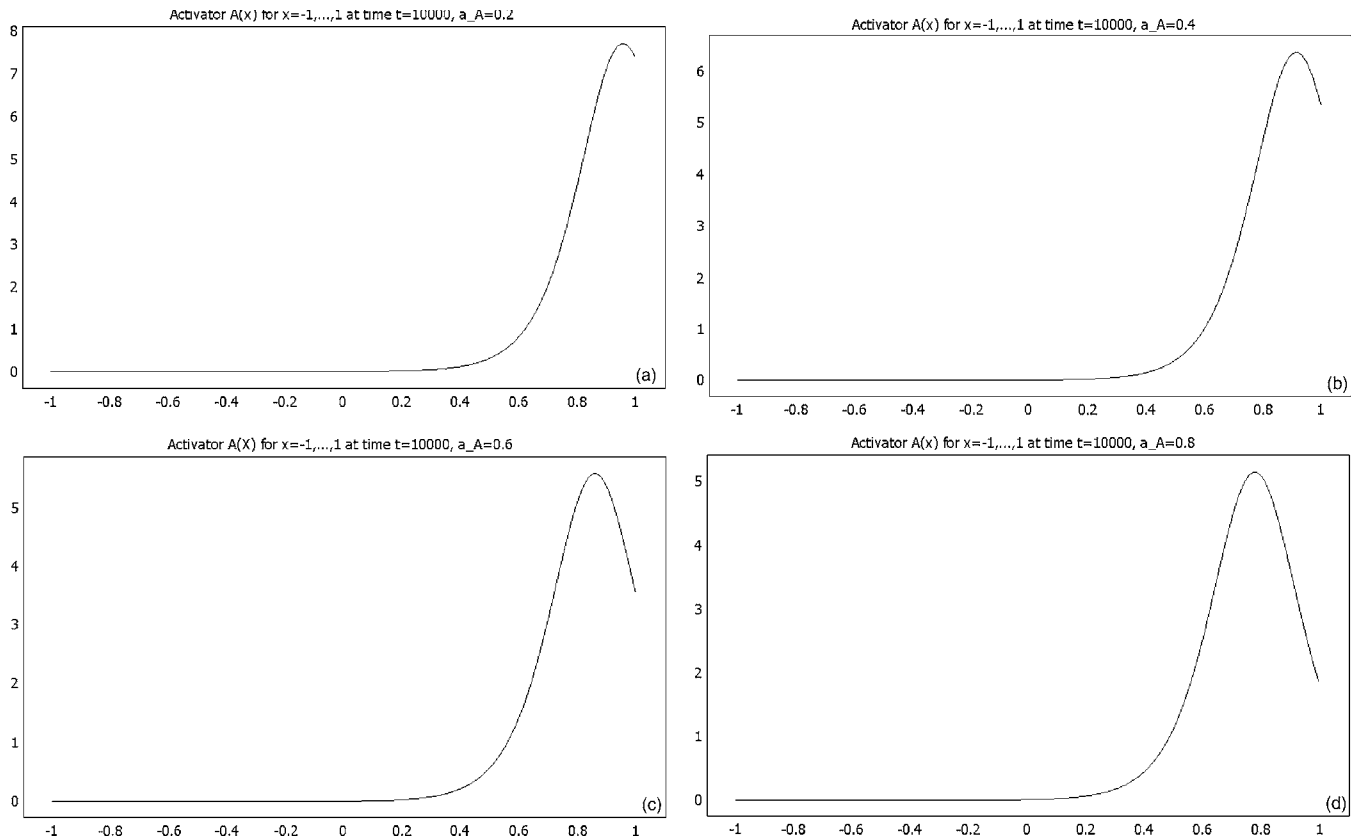 Activator A(x) for x=-1,...,1 at time t=10000, a_A=0.2
8
7
6
5
4
3
2
1
0
(a)
-1 -0.8 -0.6 -0.4 -0.2 0 0.2 0.4 0.6 0.8 1
Activator A(x) for x=-1,...,1 at time t=10000, a_A=0.4
6
5
4
3
2
1
0
(b)
-1 -0.8 -0.6 -0.4 -0.2 0 0.2 0.4 0.6 0.8 1
Activator A(X) for x=-1,...,1 at time t=10000, a_A=0.6
5
4
3
2
1
0
(c)
-1 -0.8 -0.6 -0.4 -0.2 0 0.2 0.4 0.6 0.8 1
Activator A(x) for x=-1,...,1 at time t=10000, a_A=0.8
5
4
3
2
1
0
(d)
-1 -0.8 -0.6 -0.4 -0.2 0 0.2 0.4 0.6 0.8 1